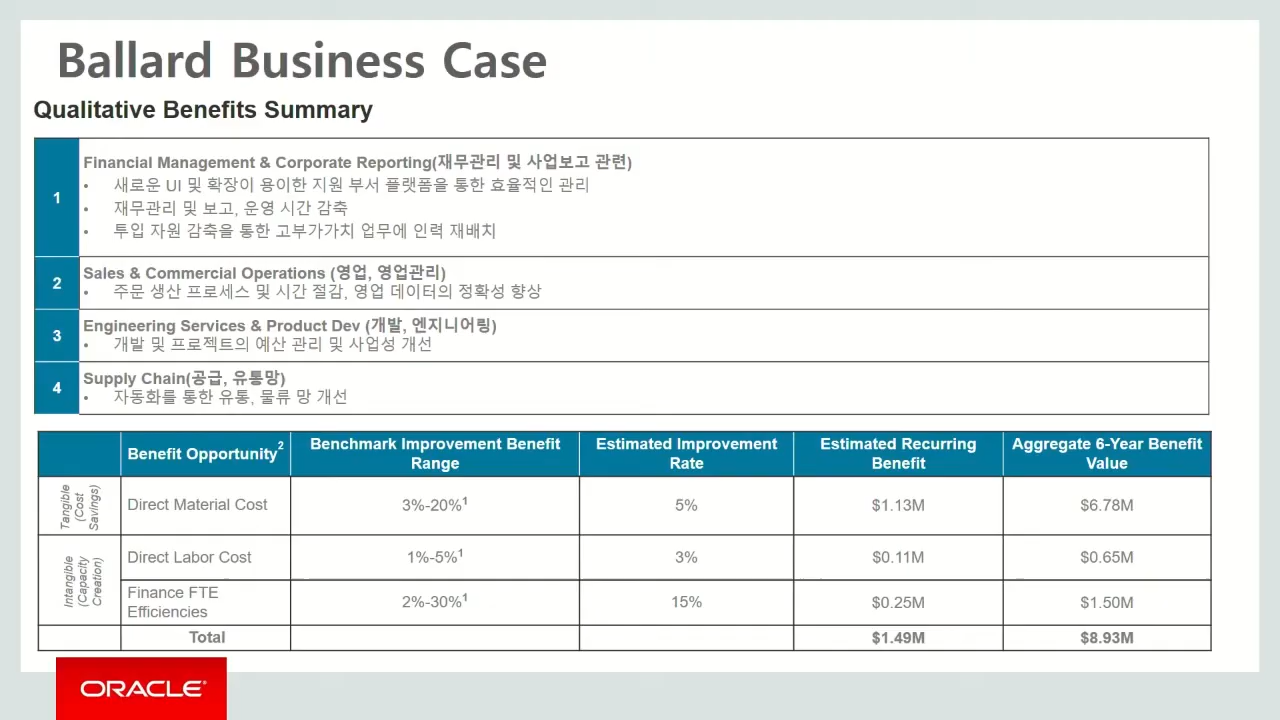 Ballard Business Case
Qualitative Benefits Summary
1
Financial Management & Corporate Reporting(재무관리 및 사업보고 관련)
• 새로운 UI 및 확장이 용이한 지원 부서 플랫폼을 통한 효율적인 관리
• 재무관리 및 보고, 운영 시간 감축
• 투입 자원 감축을 통한 고부가가치 업무에 인력 재배치
2
Sales & Commercial Operations (영업, 영업관리)
• 주문 생산 프로세스 및 시간 절감, 영업 데이터의 정확성 향상
3
Engineering Services & Product Dev (개발, 엔지니어링)
• 개발 및 프로젝트의 예산 관리 및 사업성 개선
4
Supply Chain(공급, 유통망)
• 자동화를 통한 유통, 물류 망 개선
Benefit Opportunity²
Benchmark Improvement Benefit
Range
Estimated Improvement
Rate
Estimated Recurring
Benefit
Aggregate 6-Year Benefit
Value
Tangible
(Cost
Savings)
Direct Material Cost
3%-20%¹
5%
$1.13M
$6.78M
Intangible
(Capacity
Creation)
Direct Labor Cost
1%-5%¹
3%
$0.11M
$0.65M
Finance FTE
Efficiencies
2%-30%¹
15%
$0.25M
$1.50M
Total
$1.49M
$8.93M
ORACLE®